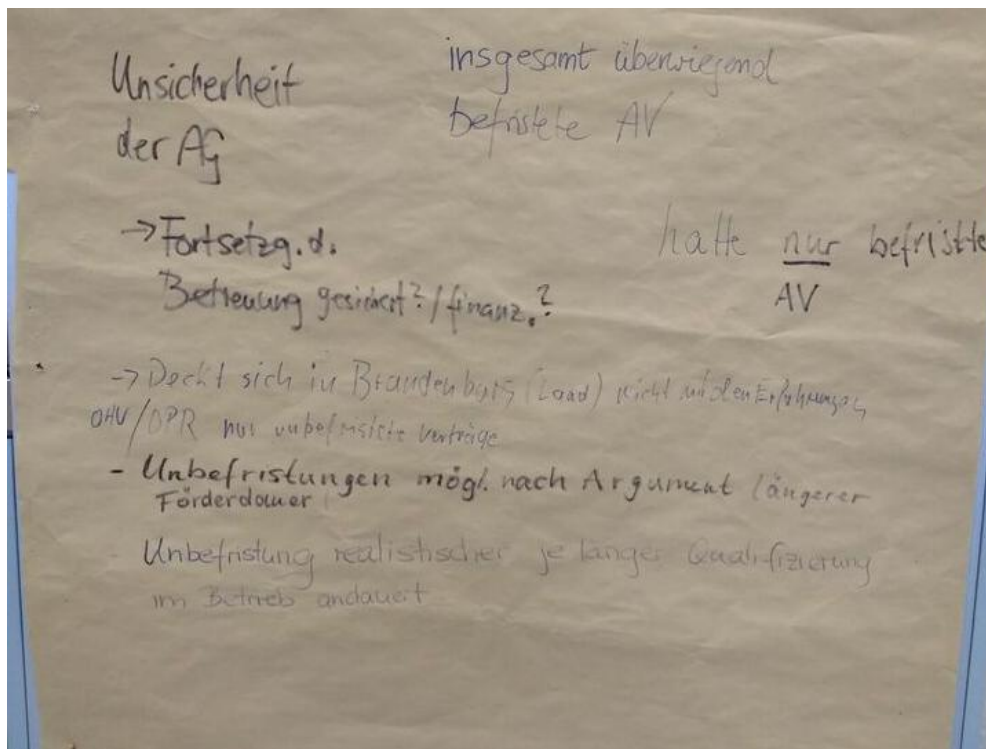 Unsicherheit
der AG
insgesamt überwiegend
befristete AV
→ Fortsetzg. d.
Betreuung gesichert?/finanz.?
hatte nur befristte
AV
→ Deckt sich in Brandenburg (Land) nicht mit den Erfahrungen,
OHV/OPR nur unbefristete Verträge
- Unbefristungen mögl. nach Argument längerer
Förderdauer
- Unbefristung realistischer je länger Qualifizierung
im Betrieb andauert